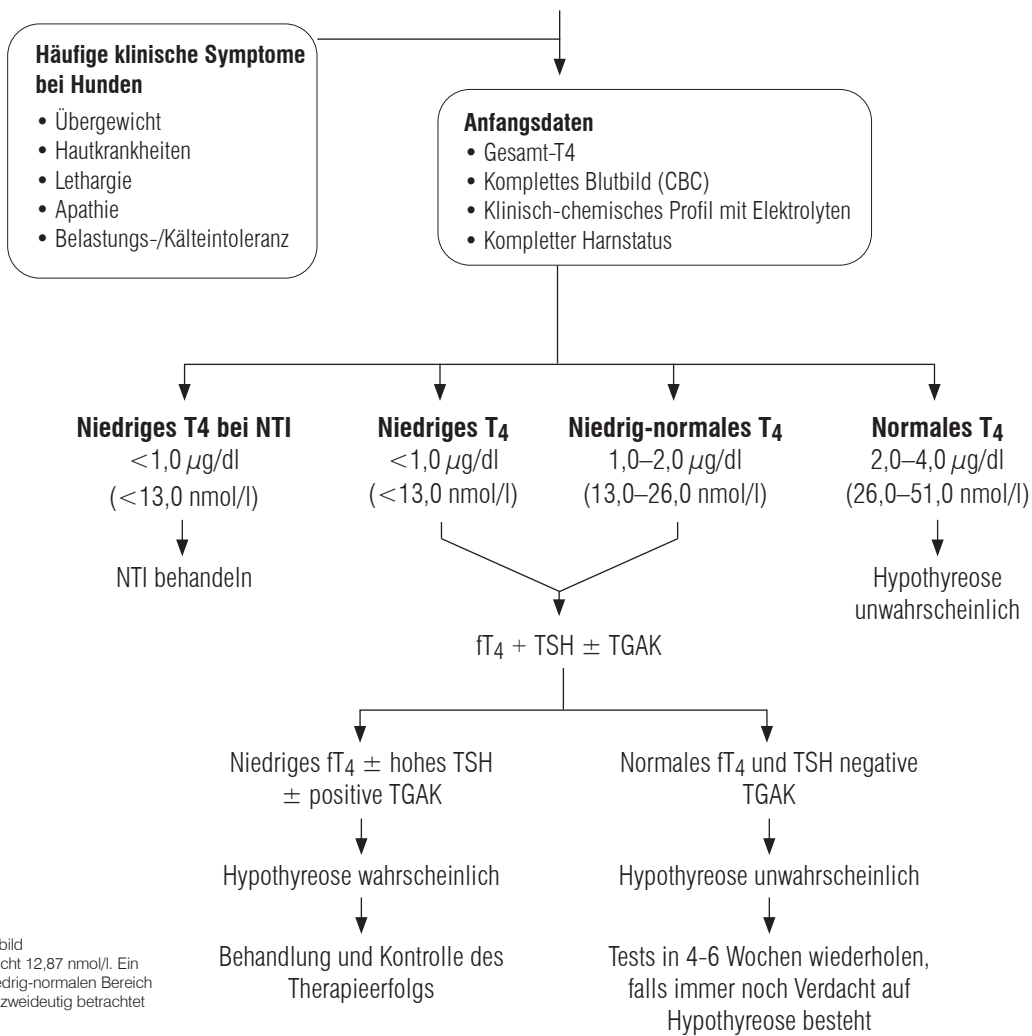 Häufige klinische Symptome
bei Hunden
• Übergewicht
• Hautkrankheiten
• Lethargie
• Apathie
• Belastungs-/Kälteintoleranz
Anfangsdaten
• Gesamt-T4
• Komplettes Blutbild (CBC)
• Klinisch-chemisches Profil mit Elektrolyten
• Kompletter Harnstatus
Niedriges T4 bei NTI
<1,0 µg/dl
(<13,0 nmol/l)
NTI behandeln
Niedriges T4
<1,0 µg/dl
(<13,0 nmol/l)
Niedrig-normales T4
1,0–2,0 µg/dl
(13,0–26,0 nmol/l)
Normales T4
2,0–4,0 µg/dl
(26,0–51,0 nmol/l)
Hypothyreose
unwahrscheinlich
fT4 + TSH ± TGAK
Niedriges fT4 ± hohes TSH
± positive TGAK
Hypothyreose wahrscheinlich
Behandlung und Kontrolle des
Therapieerfolgs
Normales fT4 und TSH negative
TGAK
Hypothyreose unwahrscheinlich
Tests in 4-6 Wochen wiederholen,
falls immer noch Verdacht auf
Hypothyreose besteht
bild
cht 12,87 nmol/l. Ein
edrig-normalen Bereich
zweideutig betrachtet